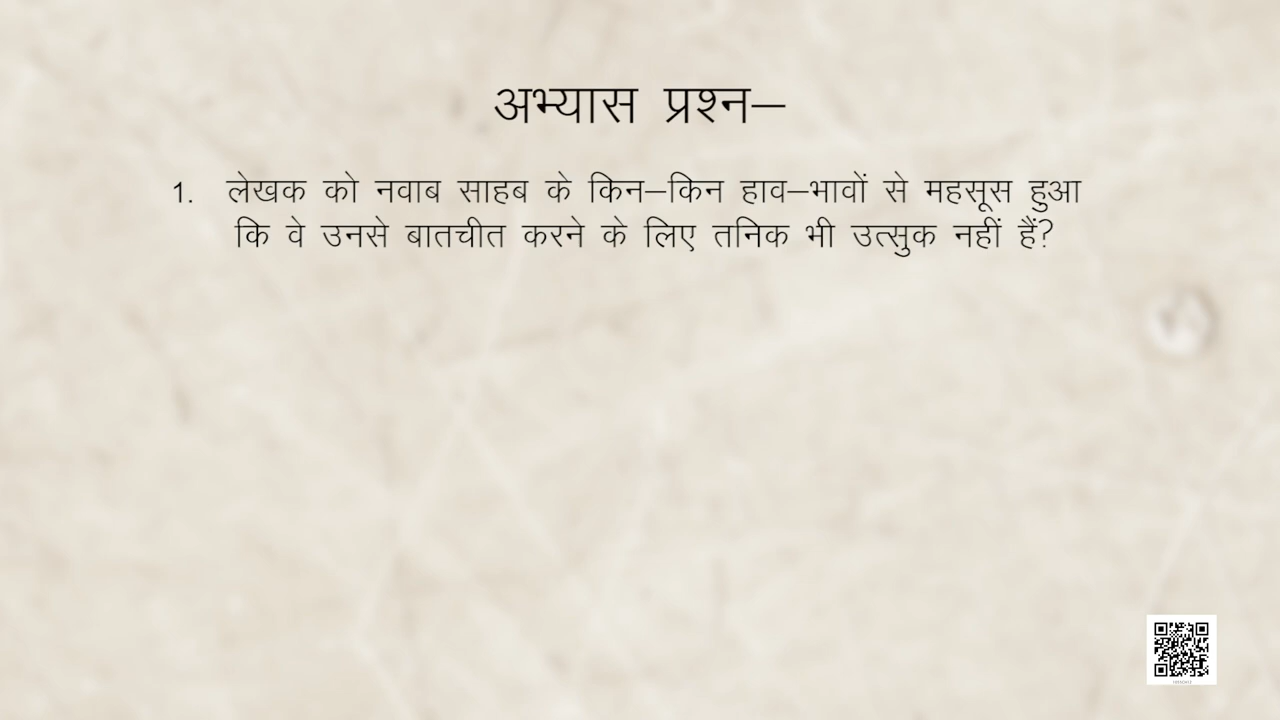 अभ्यास प्रश्न–
1. लेखक को नवाब साहब के किन–किन हाव–भावों से महसूस हुआ
कि वे उनसे बातचीत करने के लिए तनिक भी उत्सुक नहीं हैं?